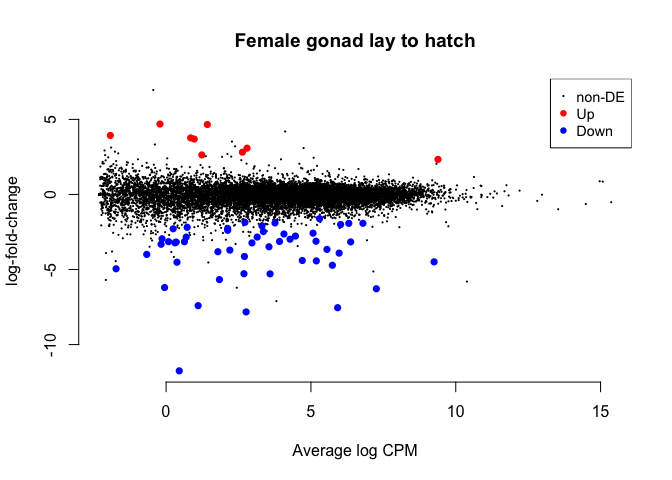 Female gonad lay to hatch
non-DE
Up
Down
5
0
-5
-10
log-fold-change
0
5
10
15
Average log CPM